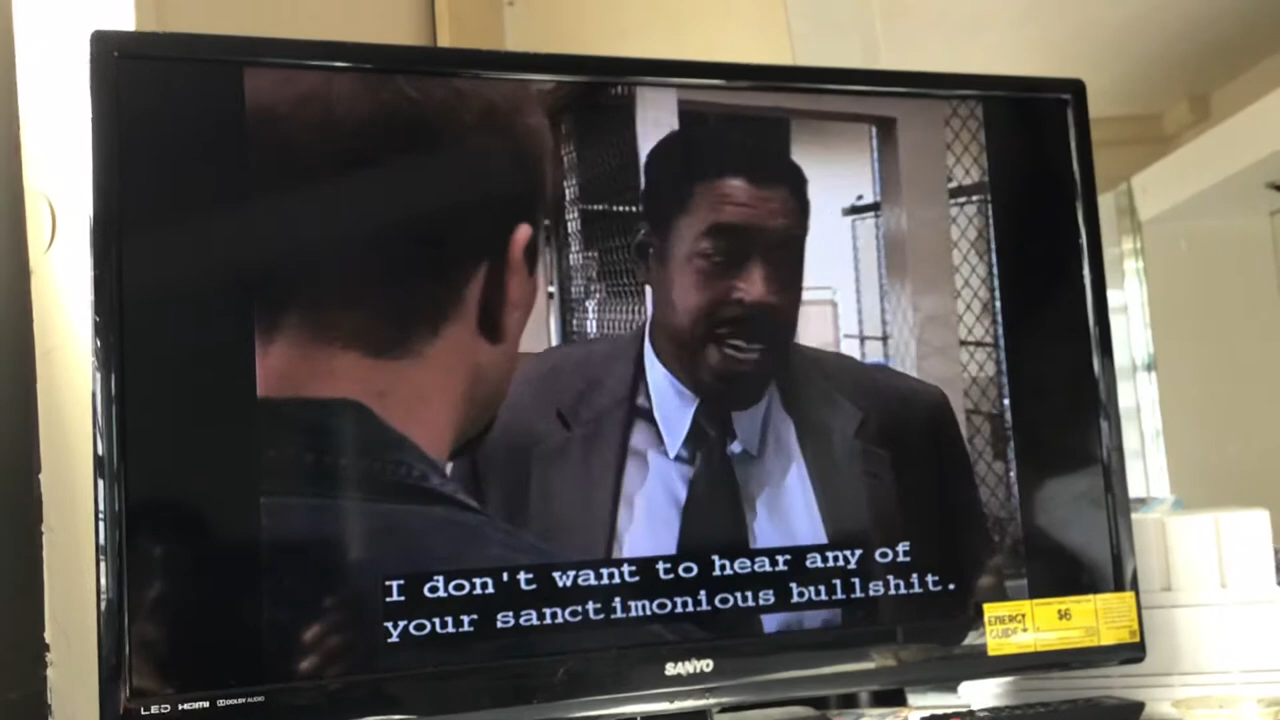 I don't want to hear any of
your sanctimonious bullshit.
ENERGY
GUIDE
$6
SANYO
LED HDMI DOLBY AUDIO